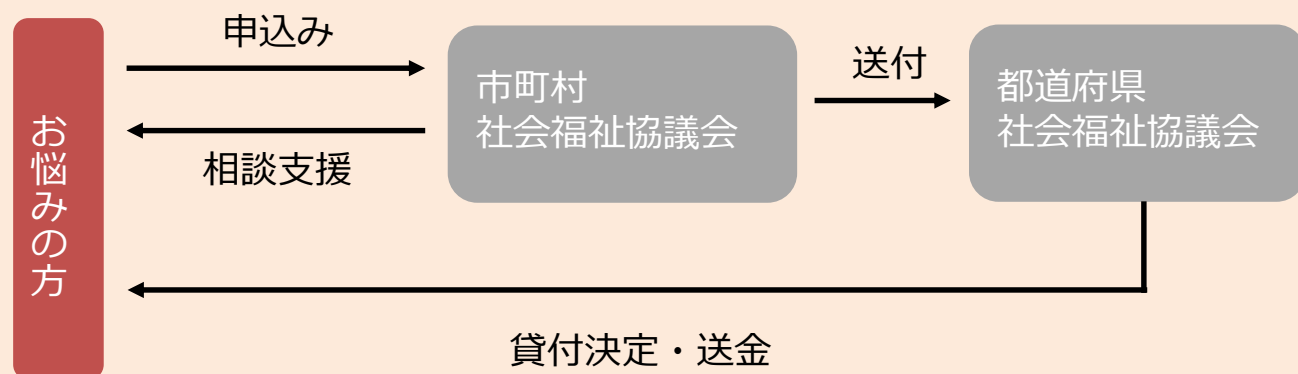 申込み
お悩みの方
市町村
社会福祉協議会
送付
都道府県
社会福祉協議会
相談支援
貸付決定・送金